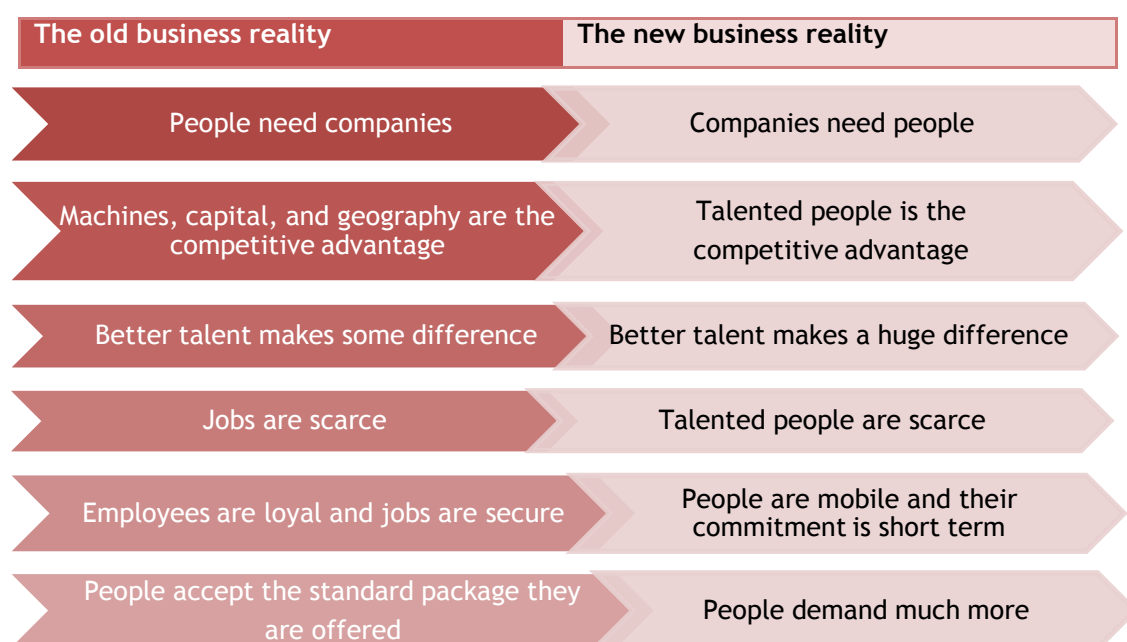 The old business reality
The new business reality
People need companies
Companies need people
Machines, capital, and geography are the
competitive advantage
Talented people is the
competitive advantage
Better talent makes some difference
Better talent makes a huge difference
Jobs are scarce
Talented people are scarce
Employees are loyal and jobs are secure
People are mobile and their
commitment is short term
People accept the standard package they
are offered
People demand much more